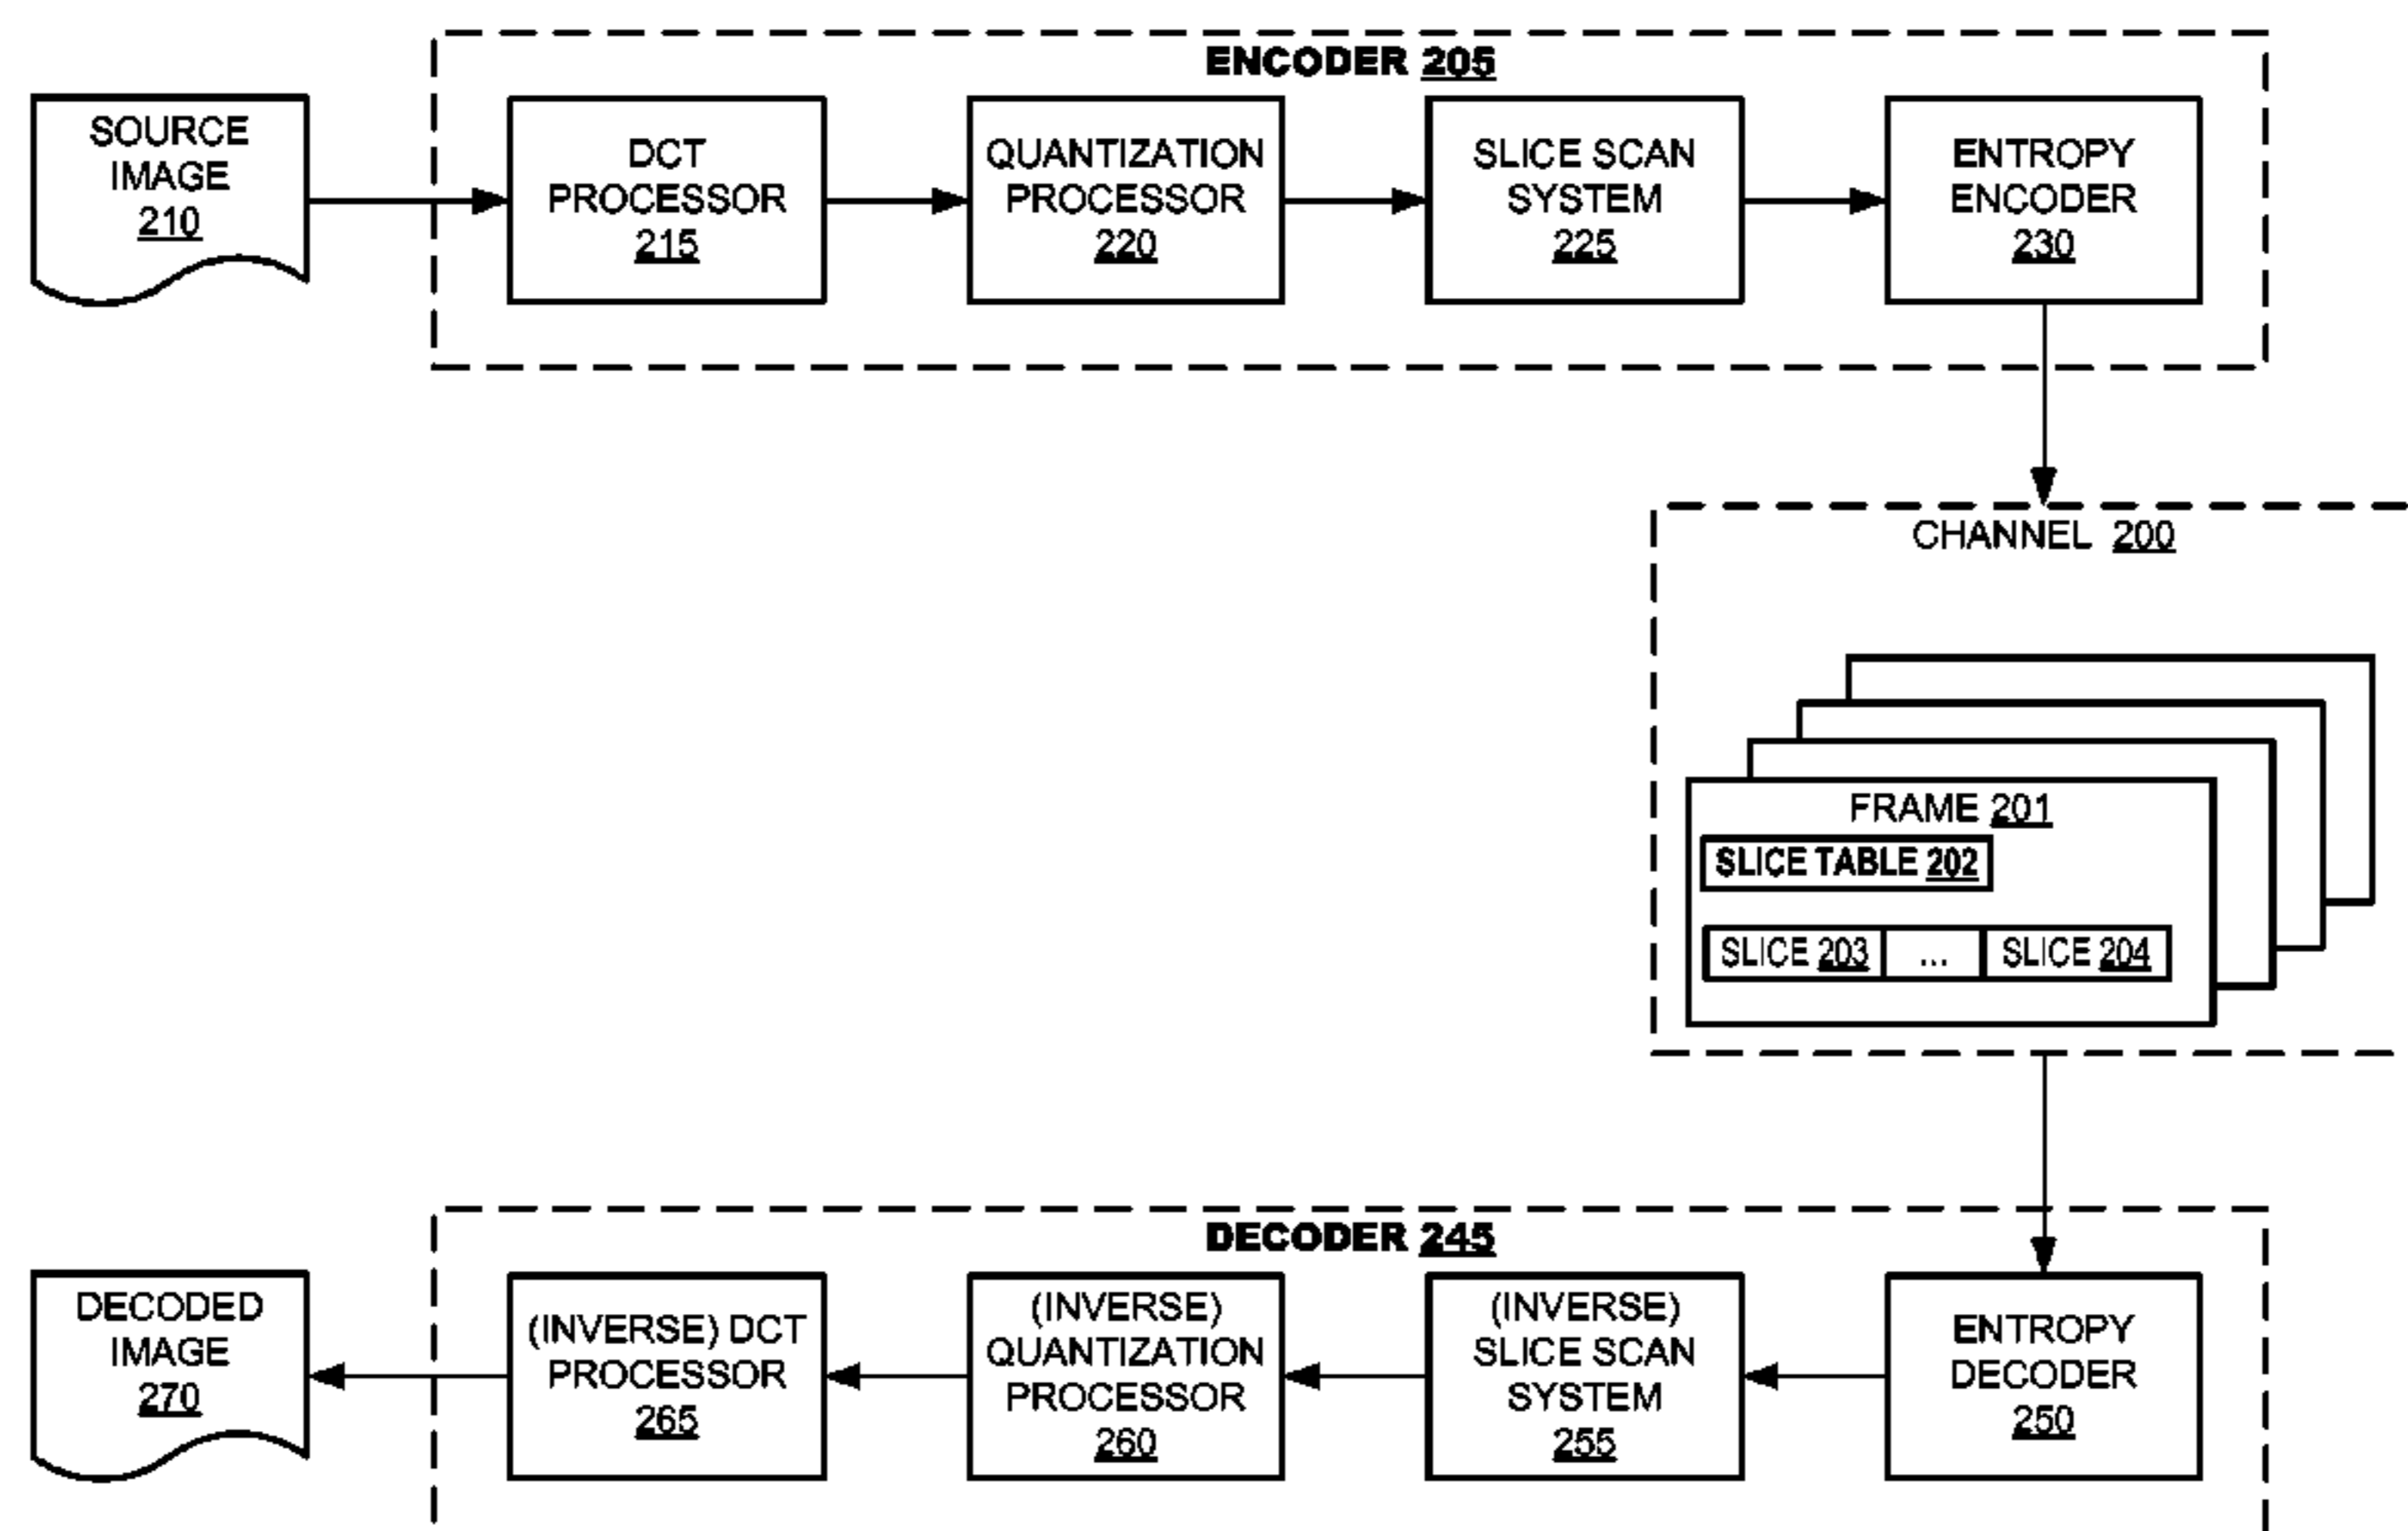 ENCODER 205
SOURCE
IMAGE
210
DCT
PROCESSOR
215
QUANTIZATION
PROCESSOR
220
SLICE SCAN
SYSTEM
225
ENTROPY
ENCODER
230
CHANNEL 200
FRAME 201
SLICE TABLE 202
SLICE 203 ... SLICE 204
DECODER 245
DECODED
IMAGE
270
(INVERSE) DCT
PROCESSOR
265
(INVERSE)
QUANTIZATION
PROCESSOR
260
(INVERSE)
SLICE SCAN
SYSTEM
255
ENTROPY
DECODER
250